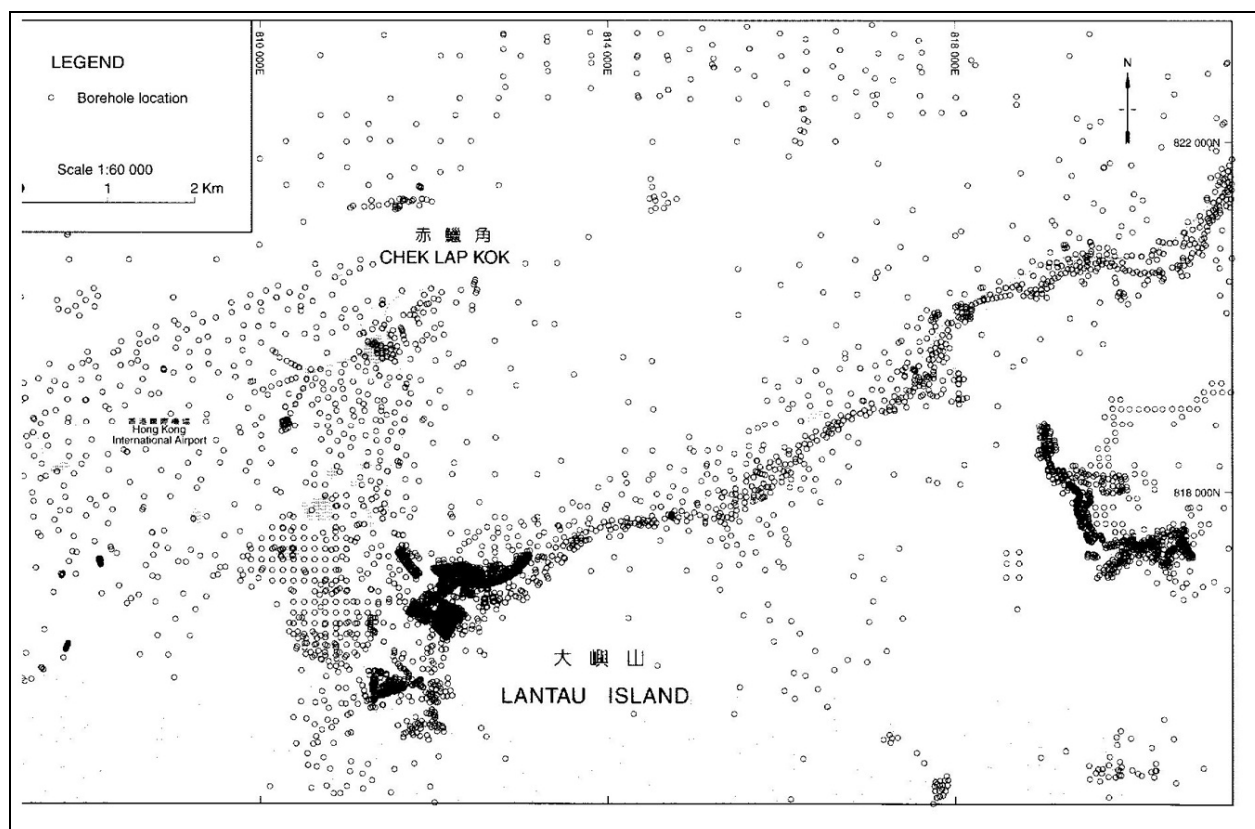 LEGEND
Borehole location
Scale 1:60 000
1
2 Km
810 000E
814 000E
818 000E
N
822 000N
赤鱲角
CHEK LAP KOK
香港國際機場
Hong Kong
International Airport
818 000N
大嶼山
LANTAU ISLAND